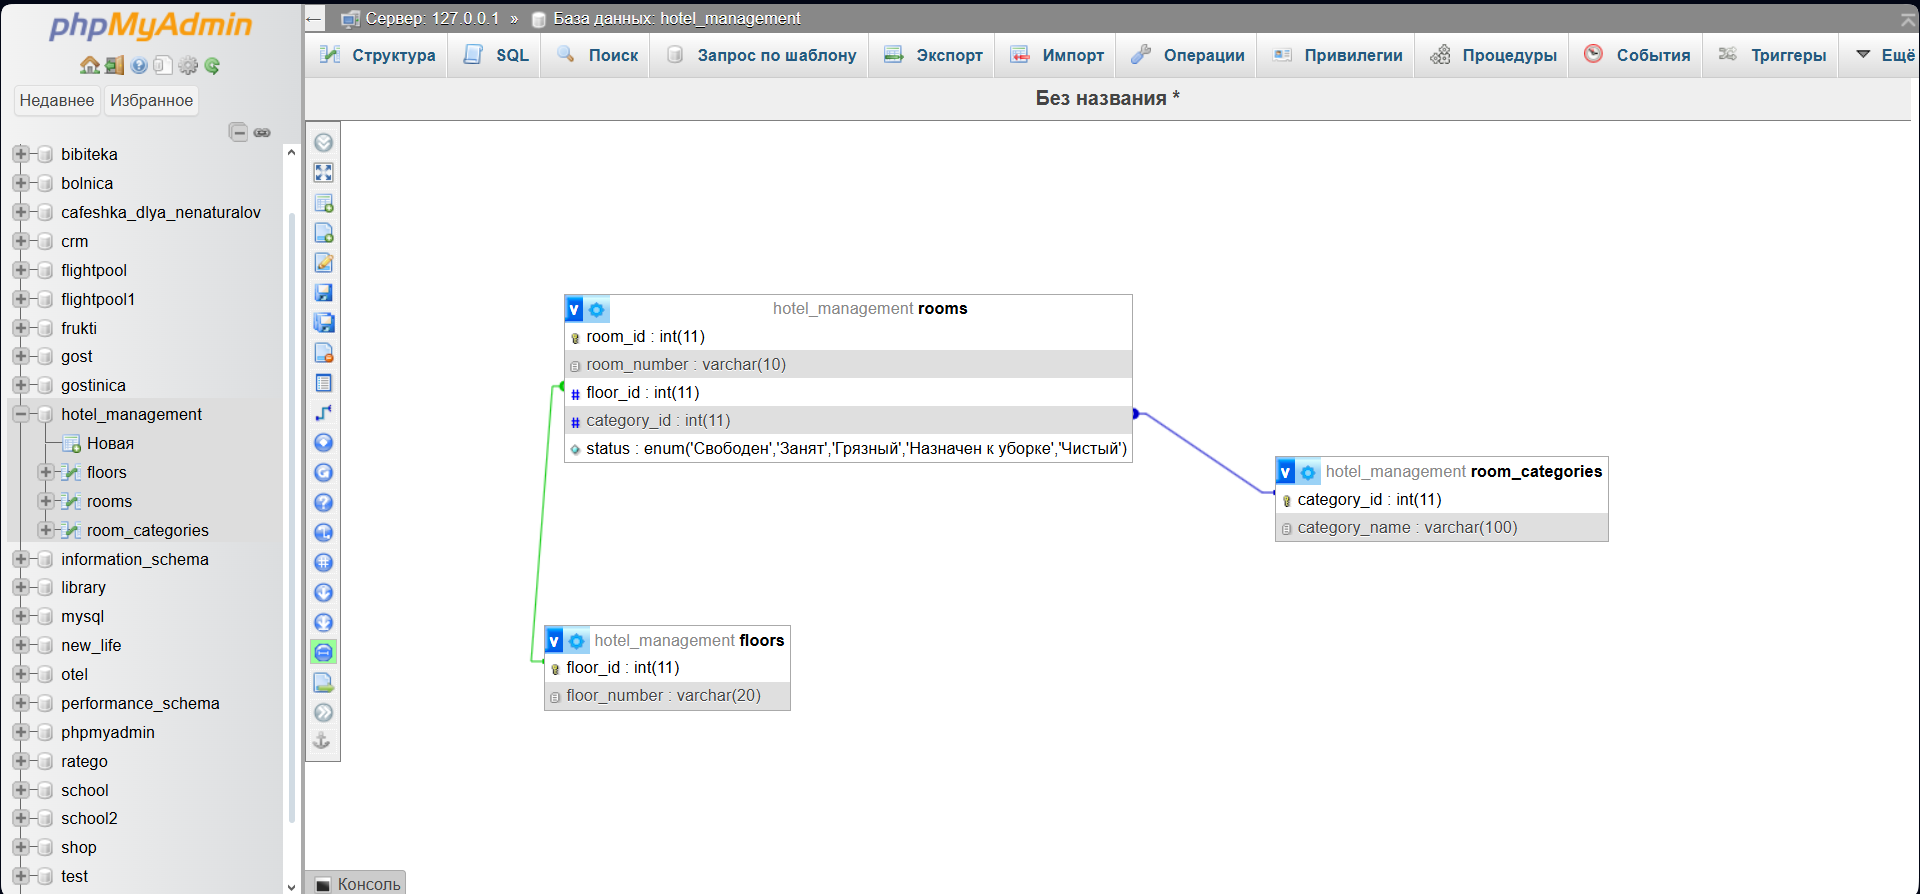 phpMyAdmin
Недавнее Избранное
bibiteka
bolnica
cafeshka_dlya_nenaturalov
crm
flightpool
flightpool1
frukti
gost
gostinica
hotel_management
Новая
floors
rooms
room_categories
information_schema
library
mysql
new_life
otel
performance_schema
phpmyadmin
ratego
school
school2
shop
test
Сервер: 127.0.0.1 » База данных: hotel_management
Структура SQL Поиск Запрос по шаблону Экспорт Импорт Операции Привилегии Процедуры События Триггеры Ещё
Без названия *
v hotel_management rooms
room_id : int(11)
room_number : varchar(10)
# floor_id : int(11)
# category_id : int(11)
status : enum('Свободен','Занят','Грязный','Назначен к уборке','Чистый')
v hotel_management room_categories
category_id : int(11)
category_name : varchar(100)
v hotel_management floors
floor_id : int(11)
floor_number : varchar(20)
Консоль